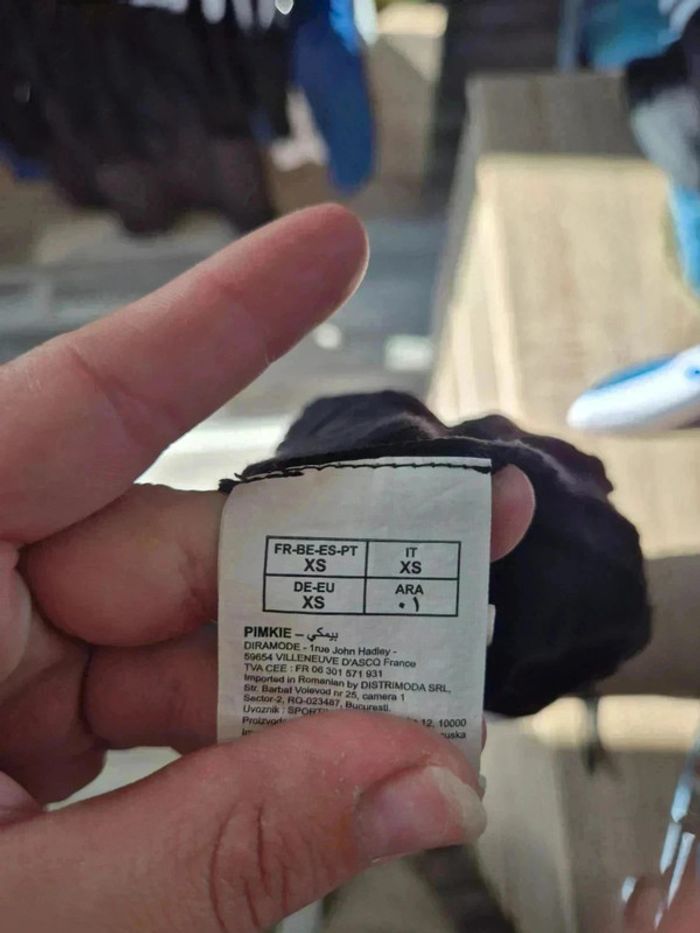 FR-BE-ES-PT IT
XS XS
DE-EU ARA
XS ٠١
PIMKIE – بيمكي
DIRAMODE - 1rue John Hadley -
59654 VILLENEUVE D'ASCQ France
TVA CEE : FR 06 301 571 931
Imported in Romanian by DISTRIMODA SRL,
Str. Barbat Voievod nr 25, camera 1
Sector-2, RO-023487, Bucuresti.
Uvoznik : 
12, 10000